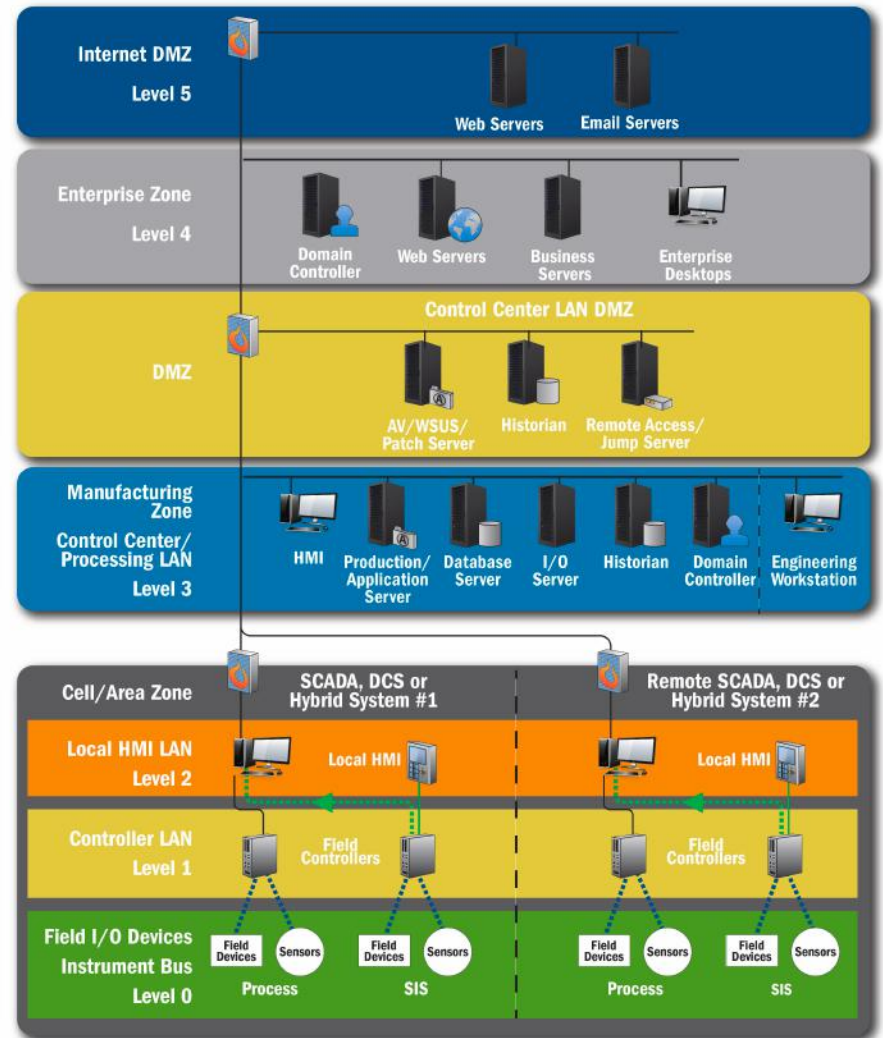 Internet DMZ
Level 5
Web Servers
Email Servers
Enterprise Zone
Level 4
Domain
Controller
Web Servers
Business
Servers
Enterprise
Desktops
Control Center LAN DMZ
DMZ
AV/WSUS/
Patch Server
Historian
Remote Access/
Jump Server
Manufacturing
Zone
Control Center/
Processing LAN
Level 3
A
HMI
Production/
Application
Server
Database
Server
I/O
Server
Historian
Domain
Controller
Engineering
Workstation
Cell/Area Zone
SCADA, DCS or
Hybrid System #1
Remote SCADA, DCS or
Hybrid System #2
Local HMI LAN
Level 2
Local HMI
Local HMI
Controller LAN
Level 1
Field
Controllers
Field
Controllers
Field I/O Devices
Instrument Bus
Level 0
Field
Devices
Sensors
Process
Field
Devices
Sensors
SIS
Field
Devices
Sensors
Process
Field
Devices
Sensors
SIS